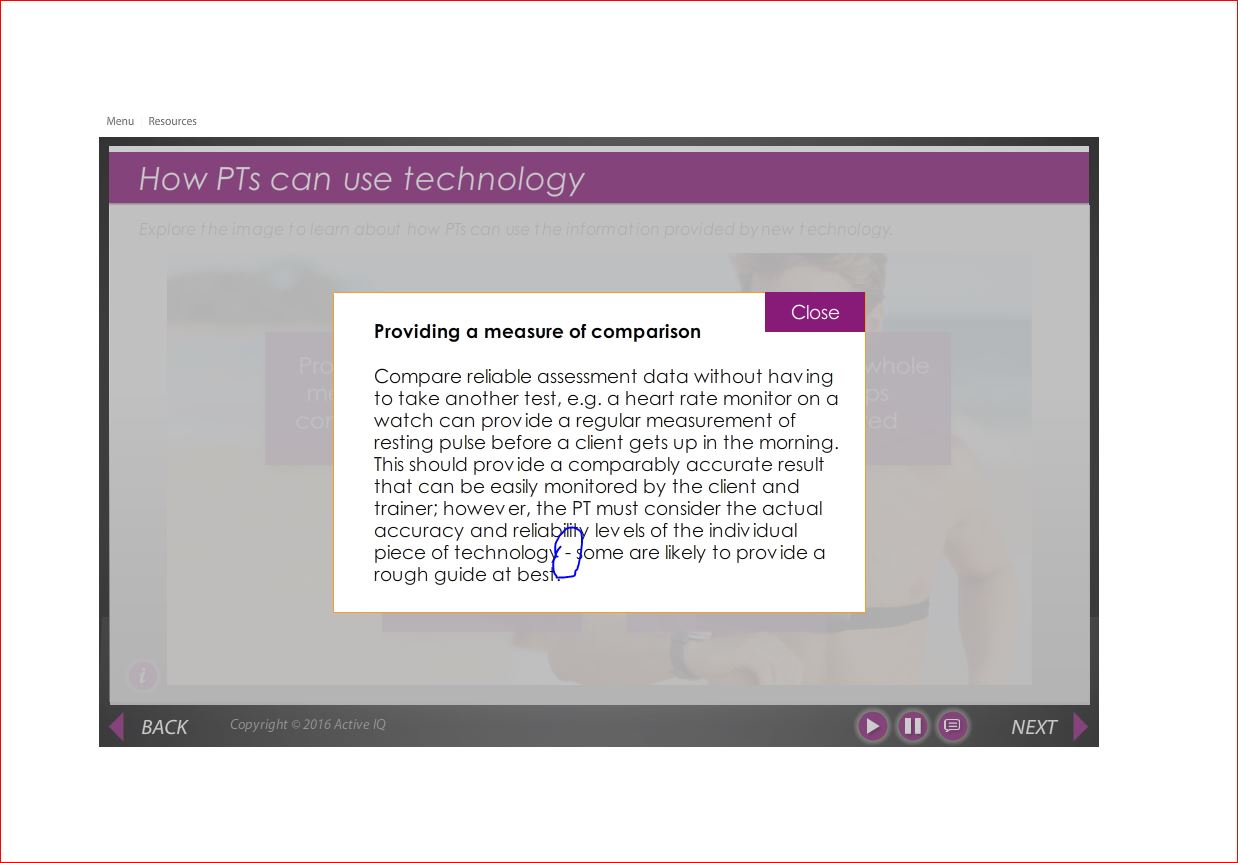 Menu Resources
How PTs can use technology
Explore the image to learn about how PTs can use the information provided by new technology.
Close
Providing a measure of comparison
Compare reliable assessment data without having
to take another test, e.g. a heart rate monitor on a
watch can provide a regular measurement of
resting pulse before a client gets up in the morning.
This should provide a comparably accurate result
that can be easily monitored by the client and
trainer; however, the PT must consider the actual
accuracy and reliability levels of the individual
piece of technology - some are likely to provide a
rough guide at best.
whole
i
BACK
Copyright © 2016 Active IQ
NEXT